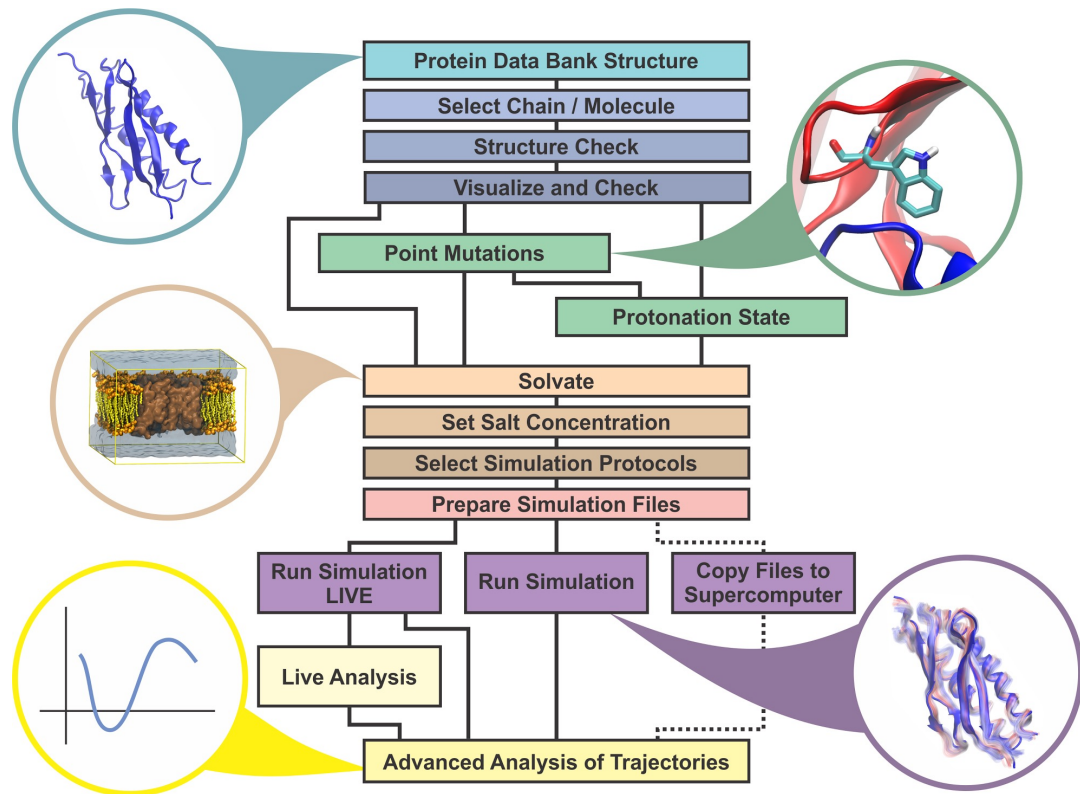 Protein Data Bank Structure
Select Chain / Molecule
Structure Check
Visualize and Check
Point Mutations
Protonation State
Solvate
Set Salt Concentration
Select Simulation Protocols
Prepare Simulation Files
Run Simulation
LIVE
Run Simulation
Copy Files to
Supercomputer
Live Analysis
Advanced Analysis of Trajectories
N
H